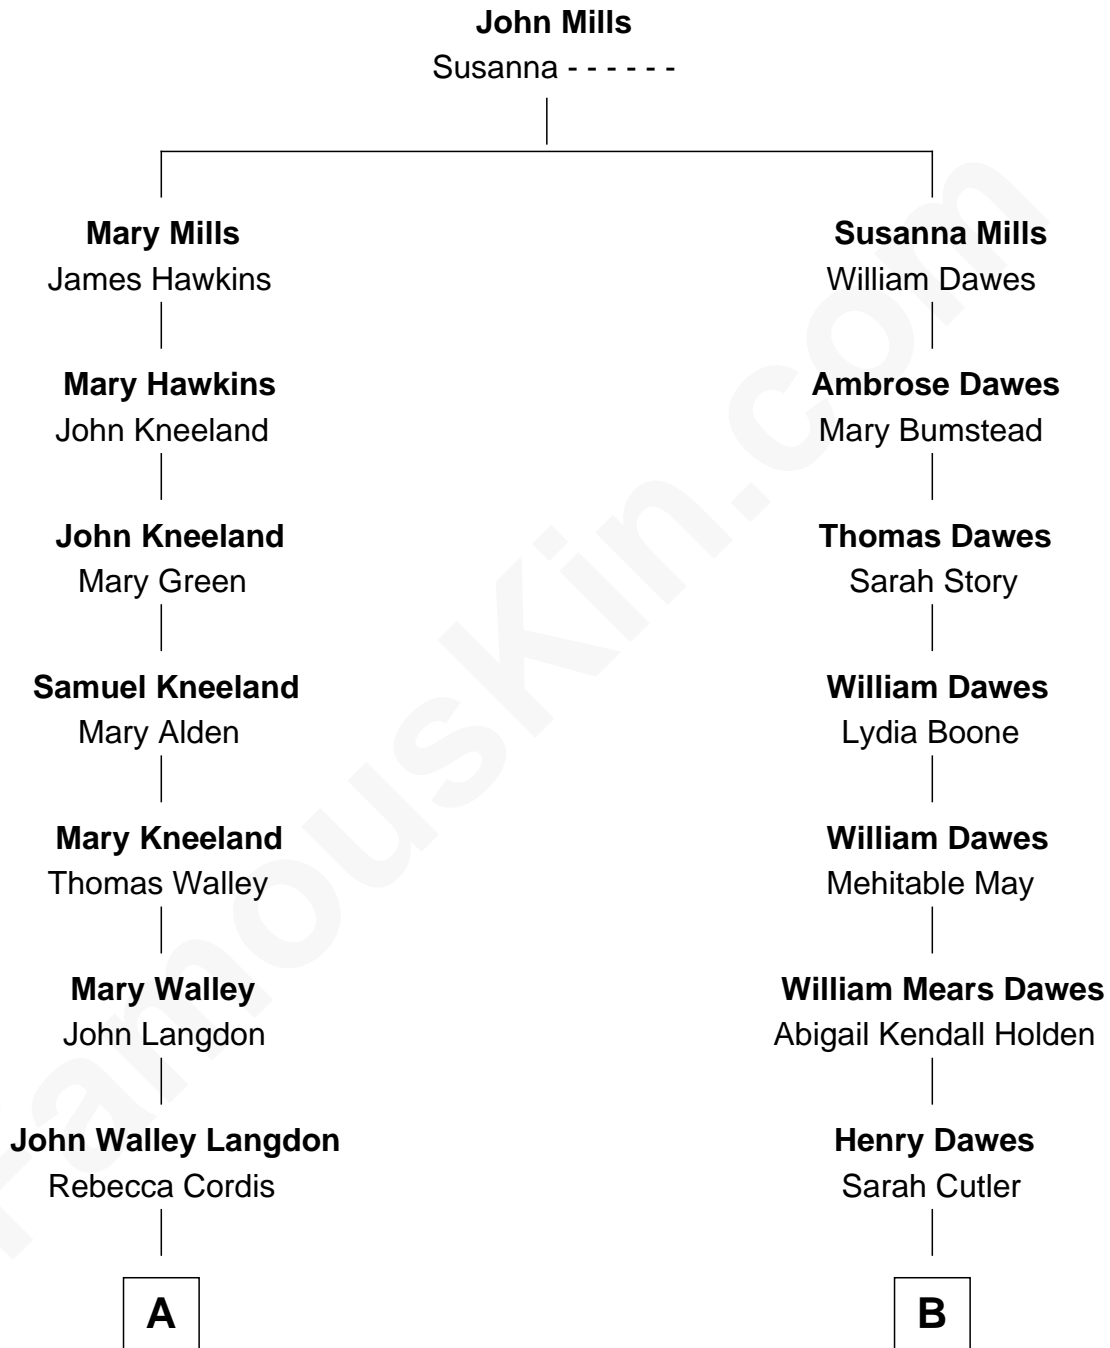 John Mills
Susanna - - - - - -
Mary Mills
James Hawkins
Mary Hawkins
John Kneeland
John Kneeland
Mary Green
Samuel Kneeland
Mary Alden
Mary Kneeland
Thomas Walley
Mary Walley
John Langdon
John Walley Langdon
Rebecca Cordis
A
Susanna Mills
William Dawes
Ambrose Dawes
Mary Bumstead
Thomas Dawes
Sarah Story
William Dawes
Lydia Boone
William Dawes
Mehitable May
William Mears Dawes
Abigail Kendall Holden
Henry Dawes
Sarah Cutler
B
FamousKin.com